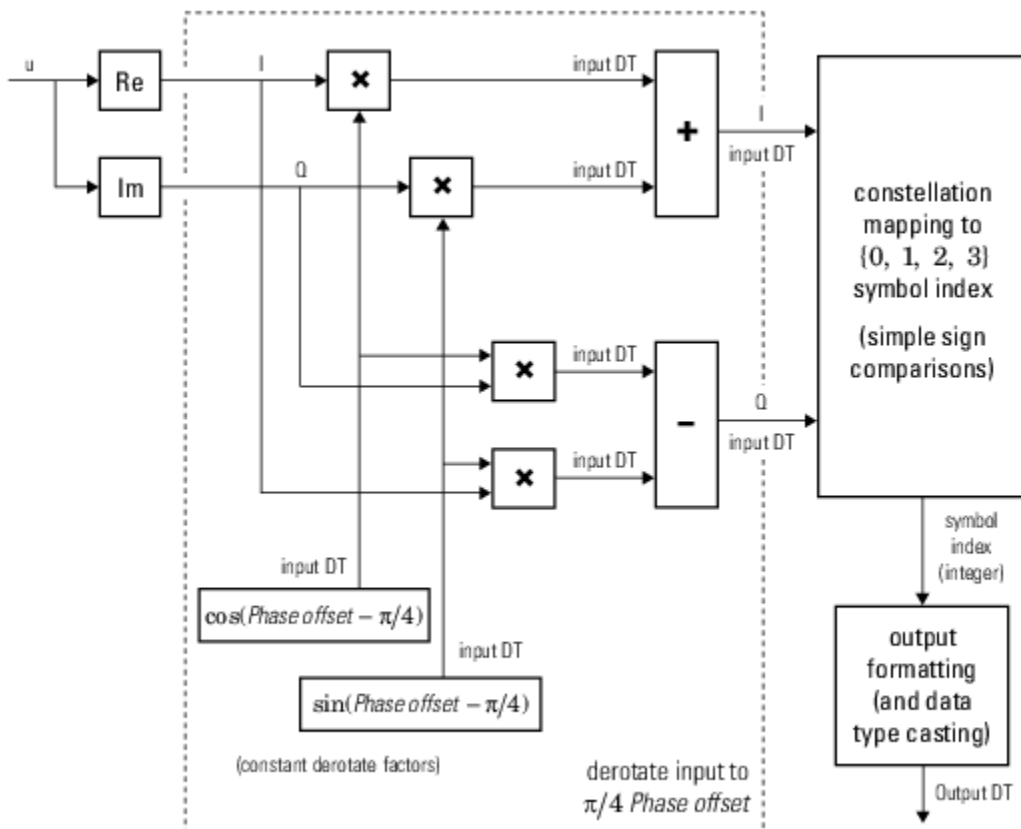 u
Re
I
×
input DT
+
I
input DT
Im
Q
×
input DT
constellation
mapping to
{0, 1, 2, 3}
symbol index
(simple sign
comparisons)
×
input DT
-
Q
input DT
×
input DT
input DT
cos(Phase offset − π/4)
input DT
sin(Phase offset − π/4)
(constant derotate factors)
derotate input to
π/4 Phase offset
symbol
index
(integer)
output
formatting
(and data
type casting)
Output DT